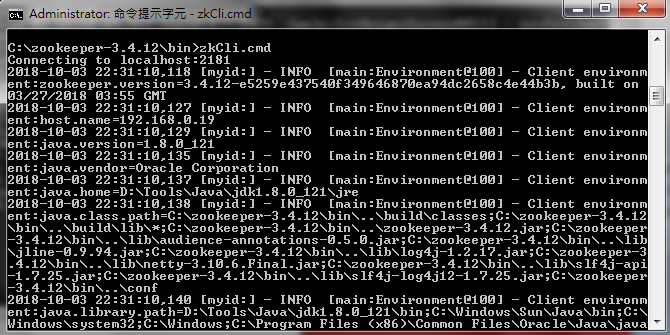 Administrator: 命令提示字元 - zkCli.cmd
C:\zookeeper-3.4.12\bin>zkCli.cmd
Connecting to localhost:2181
2018-10-03 22:31:10,118 [myid:] - INFO  [main:Environment@100] - Client environm
ent:zookeeper.version=3.4.12-e5259e437540f349646870ea94dc2658c4e44b3b, built on
03/27/2018 03:55 GMT
2018-10-03 22:31:10,127 [myid:] - INFO  [main:Environment@100] - Client environm
ent:host.name=192.168.0.19
2018-10-03 22:31:10,129 [myid:] - INFO  [main:Environment@100] - Client environm
ent:java.version=1.8.0_121
2018-10-03 22:31:10,135 [myid:] - INFO  [main:Environment@100] - Client environm
ent:java.vendor=Oracle Corporation
2018-10-03 22:31:10,137 [myid:] - INFO  [main:Environment@100] - Client environm
ent:java.home=D:\Tools\Java\jdk1.8.0_121\jre
2018-10-03 22:31:10,138 [myid:] - INFO  [main:Environment@100] - Client environm
ent:java.class.path=C:\zookeeper-3.4.12\bin\..\build\classes;C:\zookeeper-3.4.12
\bin\..\build\lib\*;C:\zookeeper-3.4.12\bin\..\zookeeper-3.4.12.jar;C:\zookeeper
-3.4.12\bin\..\lib\audience-annotations-0.5.0.jar;C:\zookeeper-3.4.12\bin\..\lib
\jline-0.9.94.jar;C:\zookeeper-3.4.12\bin\..\lib\log4j-1.2.17.jar;C:\zookeeper-3
.4.12\bin\..\lib\netty-3.10.6.Final.jar;C:\zookeeper-3.4.12\bin\..\lib\slf4j-api
-1.7.25.jar;C:\zookeeper-3.4.12\bin\..\lib\slf4j-log4j12-1.7.25.jar;C:\zookeeper
-3.4.12\bin\..\conf
2018-10-03 22:31:10,140 [myid:] - INFO  [main:Environment@100] - Client environm
ent:java.library.path=D:\Tools\Java\jdk1.8.0_121\bin;C:\Windows\Sun\Java\bin;C:\
Windows\system32;C:\Windows;C:\Program Files (x86)\Common Files\Oracle\Java\java